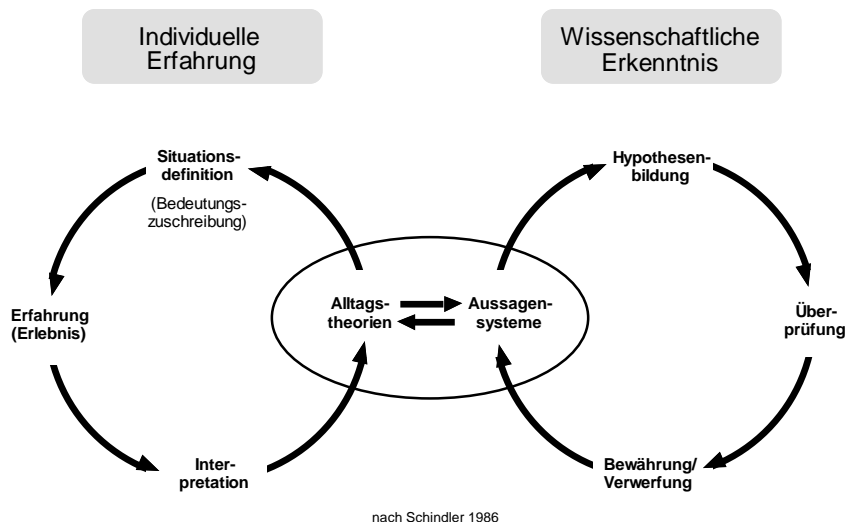 Individuelle
Erfahrung
Wissenschaftliche
Erkenntnis
Situations-
definition
(Bedeutungs-
zuschreibung)
Hypothesen-
bildung
Erfahrung
(Erlebnis)
Alltags-
theorien
Aussagen-
systeme
Über-
prüfung
Inter-
pretation
Bewährung/
Verwerfung
nach Schindler 1986